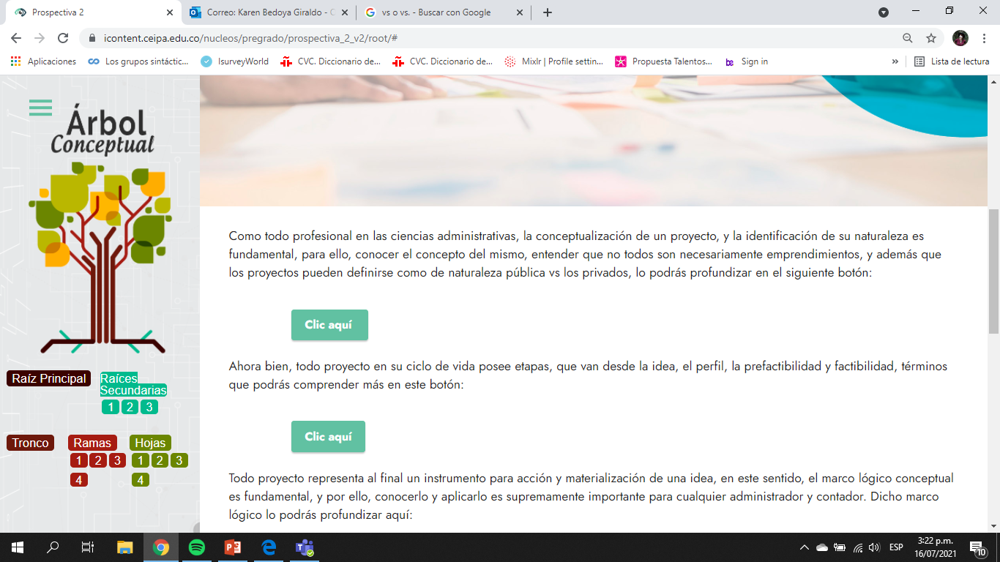 Prospectiva 2
Correo: Karen Bedoya Giraldo - C
vs o vs. - Buscar con Google
icontent.ceipa.edu.co/nucleos/pregrado/prospectiva_2_v2/root/#
Aplicaciones
Los grupos sintáctic...
IsurveyWorld
CVC. Diccionario de...
CVC. Diccionario de...
Mixlr | Profile settin...
Propuesta Talentos...
Sign in
»
Lista de lectura
Árbol
Conceptual
Raíz Principal
Raíces
Secundarias
1 2 3
Tronco
Ramas
1 2 3
4
Hojas
1 2 3
4
Como todo profesional en las ciencias administrativas, la conceptualización de un proyecto, y la identificación de su naturaleza es
fundamental, para ello, conocer el concepto del mismo, entender que no todos son necesariamente emprendimientos, y además que
los proyectos pueden definirse como de naturaleza pública vs los privados, lo podrás profundizar en el siguiente botón:
Clic aquí
Ahora bien, todo proyecto en su ciclo de vida posee etapas, que van desde la idea, el perfil, la prefactibilidad y factibilidad, términos
que podrás comprender más en este botón:
Clic aquí
Todo proyecto representa al final un instrumento para acción y materialización de una idea, en este sentido, el marco lógico conceptual
es fundamental, y por ello, conocerlo y aplicarlo es supremamente importante para cualquier administrador y contador. Dicho marco
lógico lo podrás profundizar aquí:
ESP
3:22 p.m.
16/07/2021
10